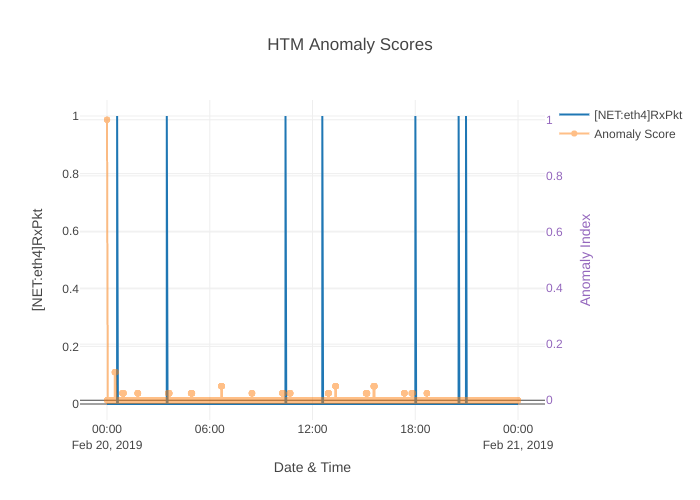 HTM Anomaly Scores
[NET:eth4]RxPkt
Anomaly Score
1
0.8
0.6
0.4
0.2
0
[NET:eth4]RxPkt
1
0.8
0.6
0.4
0.2
0
Anomaly Index
00:00 06:00 12:00 18:00 00:00
Feb 20, 2019 Feb 21, 2019
Date & Time